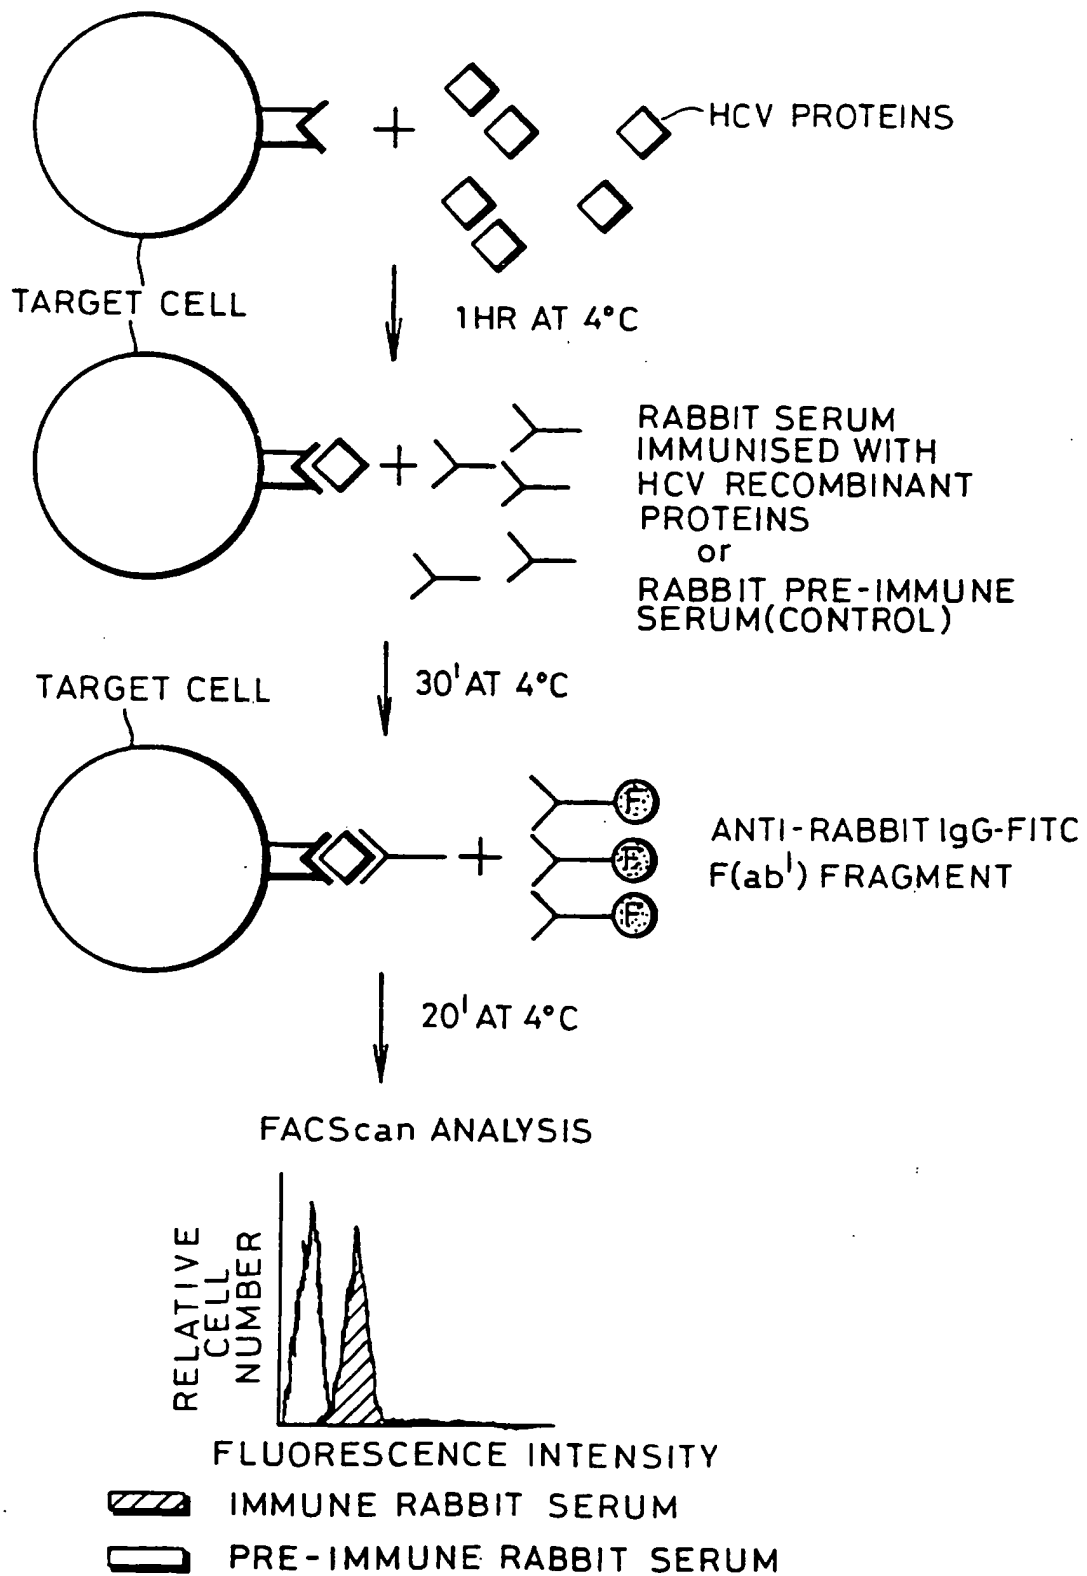 HCV PROTEINS
TARGET CELL
1HR AT 4°C
RABBIT SERUM
IMMUNISED WITH
HCV RECOMBINANT
PROTEINS
or
RABBIT PRE-IMMUNE
SERUM(CONTROL)
30' AT 4°C
TARGET CELL
F
F
F
ANTI-RABBIT IgG-FITC
F(ab') FRAGMENT
20' AT 4°C
FACScan ANALYSIS
RELATIVE
CELL
NUMBER
FLUORESCENCE INTENSITY
IMMUNE RABBIT SERUM
PRE-IMMUNE RABBIT SERUM